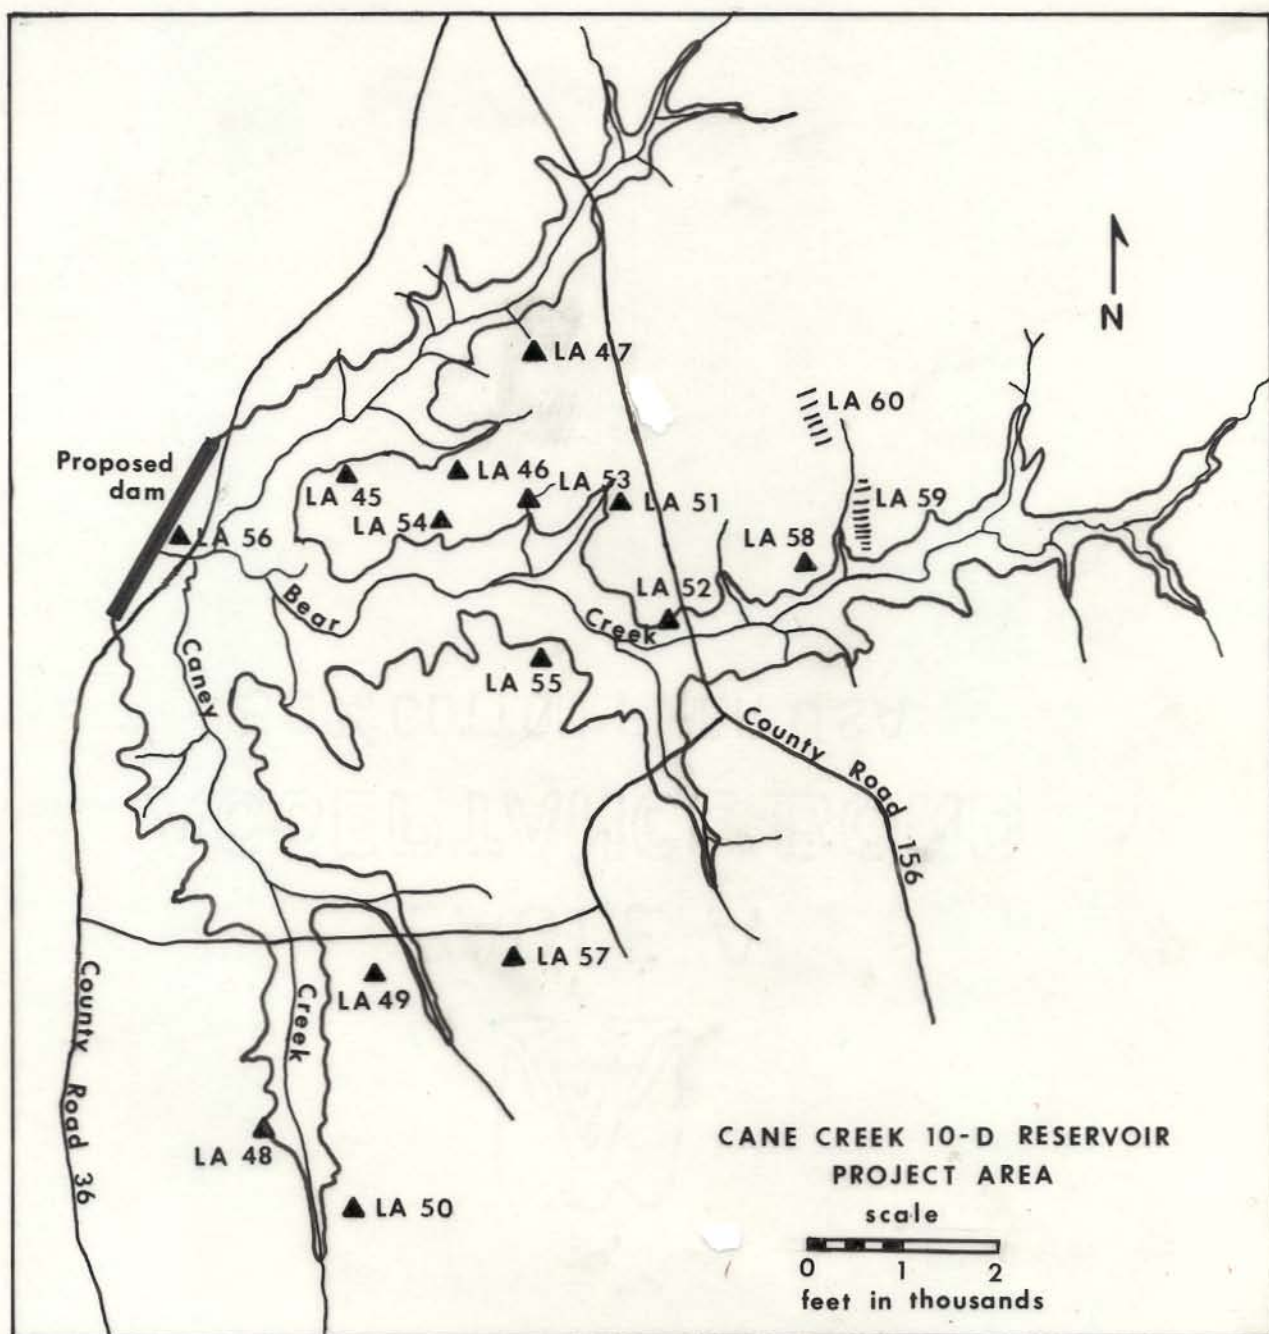 N
LA 47
LA 60
Proposed
dam
LA 45
LA 46
LA 53
LA 59
LA 54
LA 51
LA 56
LA 58
LA 52
Bear
Creek
Caney
LA 55
County Road 156
LA 57
LA 49
County Road 36
Creek
LA 48
LA 50
CANE CREEK 10-D RESERVOIR
PROJECT AREA
scale
0 1 2
feet in thousands